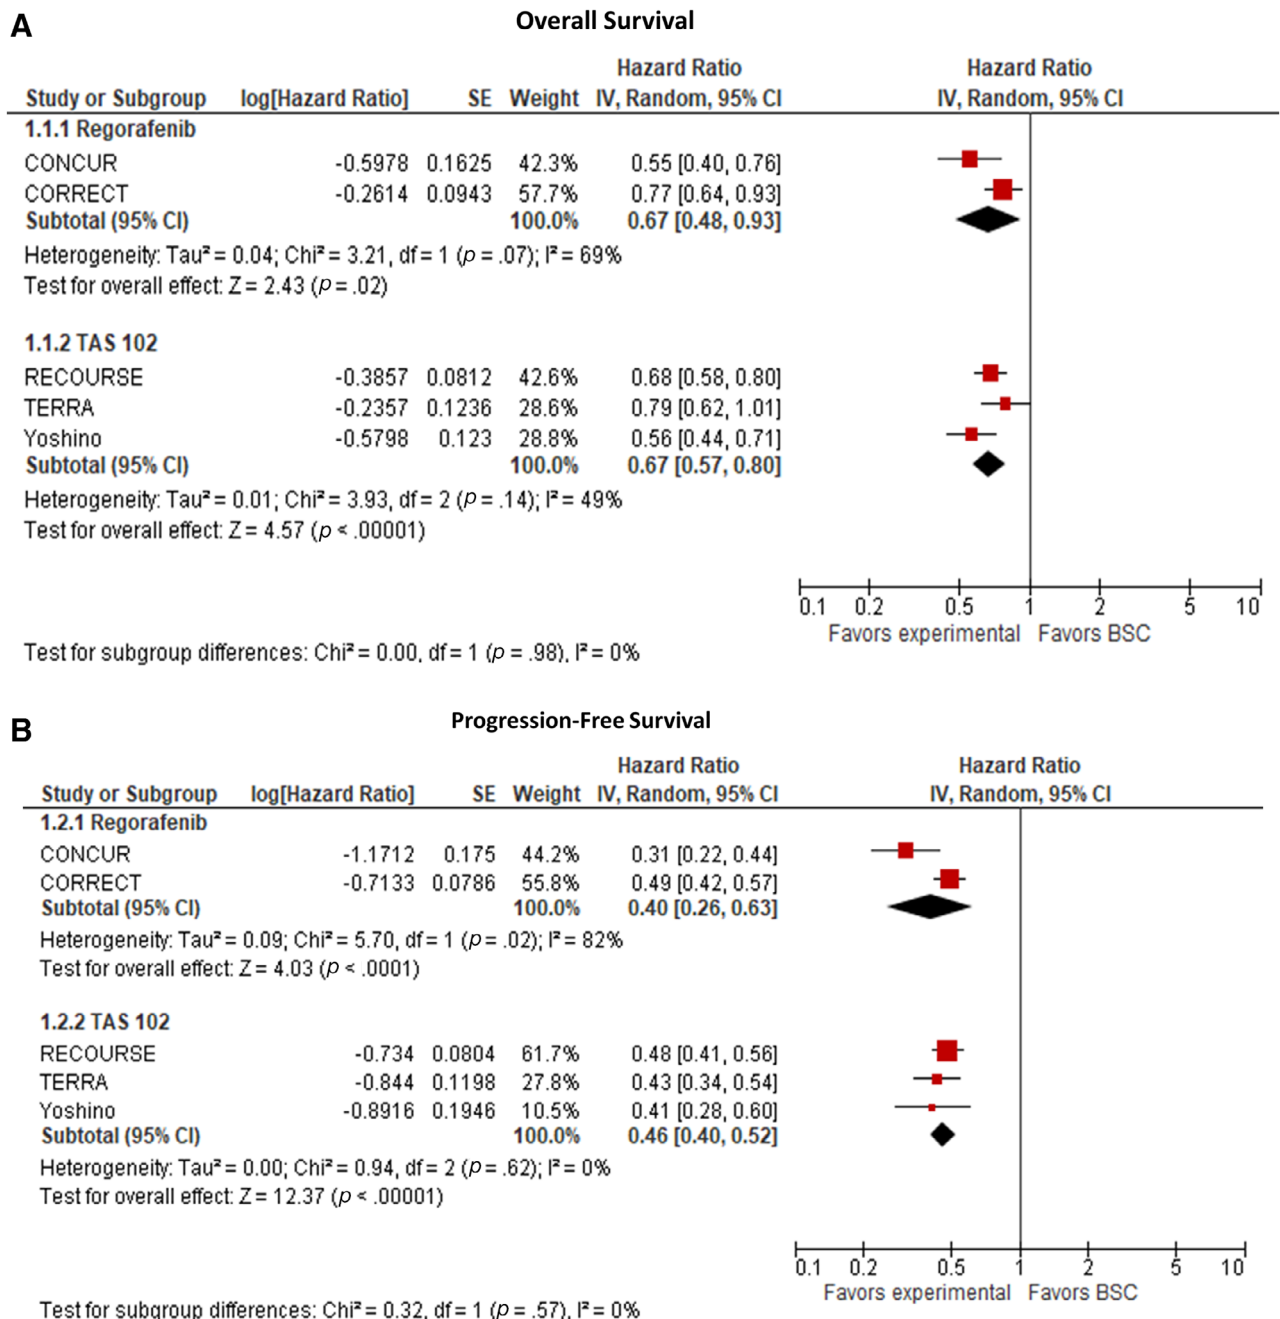 A
Overall Survival
Hazard Ratio Hazard Ratio
Study or Subgroup log[Hazard Ratio] SE Weight IV, Random, 95% CI IV, Random, 95% CI
1.1.1 Regorafenib
CONCUR -0.5978 0.1625 42.3% 0.55 [0.40, 0.76]
CORRECT -0.2614 0.0943 57.7% 0.77 [0.64, 0.93]
Subtotal (95% CI) 100.0% 0.67 [0.48, 0.93]
Heterogeneity: Tau² = 0.04; Chi² = 3.21, df = 1 (p = .07); I² = 69%
Test for overall effect: Z = 2.43 (p = .02)
1.1.2 TAS 102
RECOURSE -0.3857 0.0812 42.6% 0.68 [0.58, 0.80]
TERRA -0.2357 0.1236 28.6% 0.79 [0.62, 1.01]
Yoshino -0.5798 0.123 28.8% 0.56 [0.44, 0.71]
Subtotal (95% CI) 100.0% 0.67 [0.57, 0.80]
Heterogeneity: Tau² = 0.01; Chi² = 3.93, df = 2 (p = .14); I² = 49%
Test for overall effect: Z = 4.57 (p < .00001)
0.1 0.2 0.5 1 2 5 10
Favors experimental Favors BSC
Test for subgroup differences: Chi² = 0.00, df = 1 (p = .98), I² = 0%
B
Progression-Free Survival
Hazard Ratio Hazard Ratio
Study or Subgroup log[Hazard Ratio] SE Weight IV, Random, 95% CI IV, Random, 95% CI
1.2.1 Regorafenib
CONCUR -1.1712 0.175 44.2% 0.31 [0.22, 0.44]
CORRECT -0.7133 0.0786 55.8% 0.49 [0.42, 0.57]
Subtotal (95% CI) 100.0% 0.40 [0.26, 0.63]
Heterogeneity: Tau² = 0.09; Chi² = 5.70, df = 1 (p = .02); I² = 82%
Test for overall effect: Z = 4.03 (p < .0001)
1.2.2 TAS 102
RECOURSE -0.734 0.0804 61.7% 0.48 [0.41, 0.56]
TERRA -0.844 0.1198 27.8% 0.43 [0.34, 0.54]
Yoshino -0.8916 0.1946 10.5% 0.41 [0.28, 0.60]
Subtotal (95% CI) 100.0% 0.46 [0.40, 0.52]
Heterogeneity: Tau² = 0.00; Chi² = 0.94, df = 2 (p = .62); I² = 0%
Test for overall effect: Z = 12.37 (p < .00001)
0.1 0.2 0.5 1 2 5 10
Favors experimental Favors BSC
Test for subgroup differences: Chi² = 0.32, df = 1 (p = .57), I² = 0%